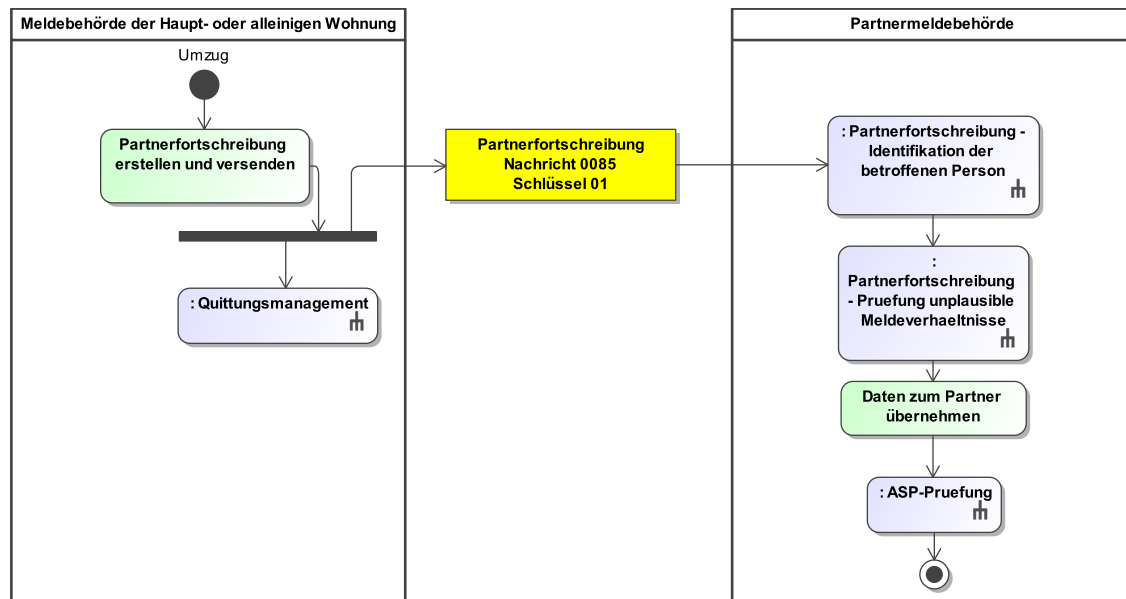 Meldebehörde der Haupt- oder alleinigen Wohnung
Umzug
Partnerfortschreibung
erstellen und versenden
: Quittungsmanagement
Partnerfortschreibung
Nachricht 0085
Schlüssel 01
Partnermeldebehörde
: Partnerfortschreibung -
Identifikation der
betroffenen Person
:
Partnerfortschreibung
- Pruefung unplausible
Meldeverhaeltnisse
Daten zum Partner
übernehmen
: ASP-Pruefung